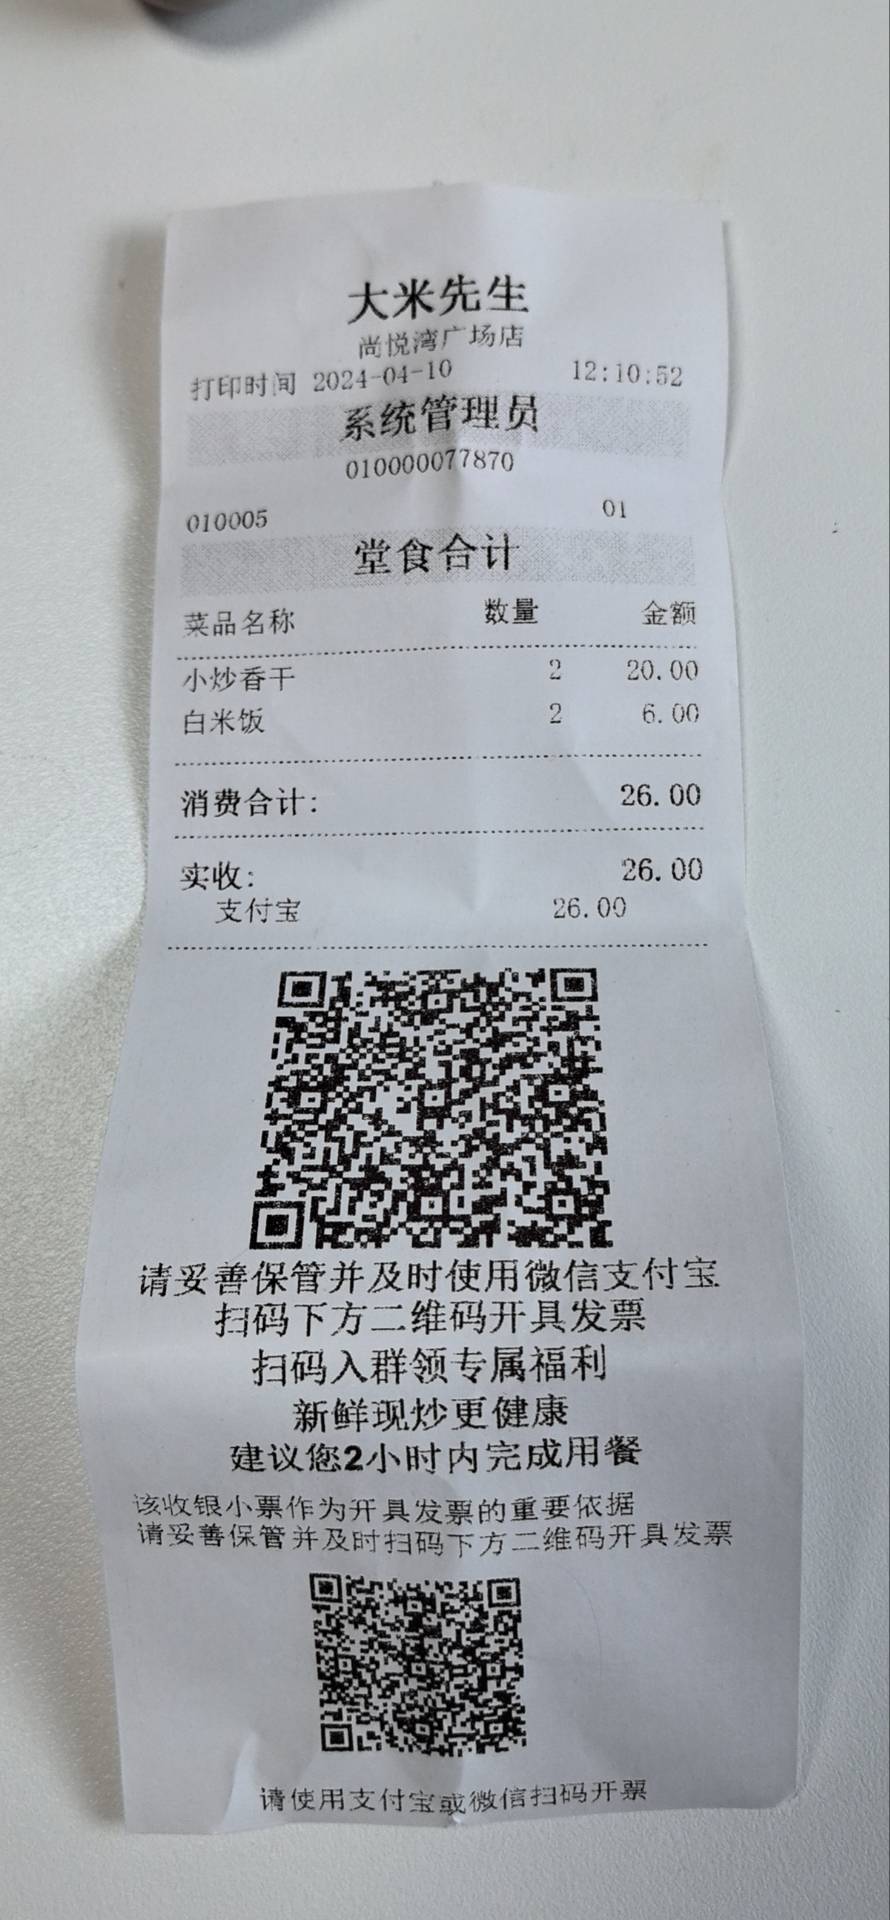 大米先生
尚悦湾广场店
打印时间 2024-04-10 12:10:52
系统管理员
010000077870
010005 01
堂食合计
菜品名称 数量 金额
小炒香干 2 20.00
白米饭 2 6.00
消费合计: 26.00
实收: 26.00
支付宝 26.00
请妥善保管并及时使用微信支付宝
扫码下方二维码开具发票
扫码入群领专属福利
新鲜现炒更健康
建议您2小时内完成用餐
该收银小票作为开具发票的重要依据
请妥善保管并及时扫码下方二维码开具发票
请使用支付宝或微信扫码开票